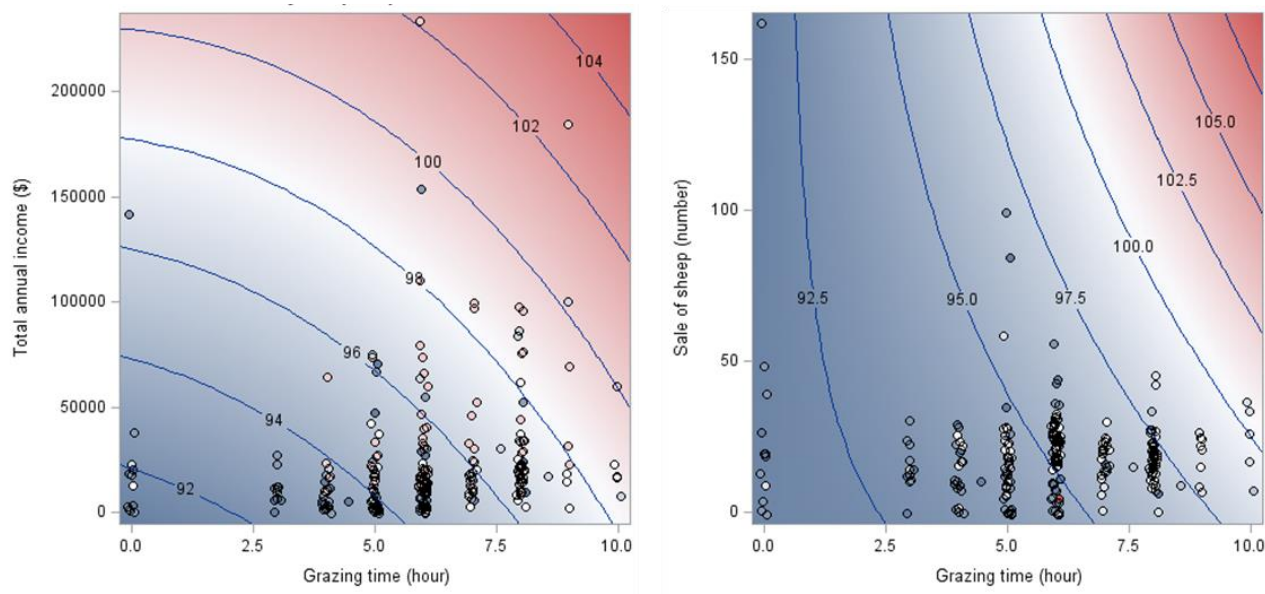 200000
150000
100000
50000
0
Total annual income ($)
104
102
100
98
96
94
92
0.0 2.5 5.0 7.5 10.0
Grazing time (hour)
150
100
50
0
Sale of sheep (number)
105.0
102.5
100.0
92.5 95.0 97.5
0.0 2.5 5.0 7.5 10.0
Grazing time (hour)